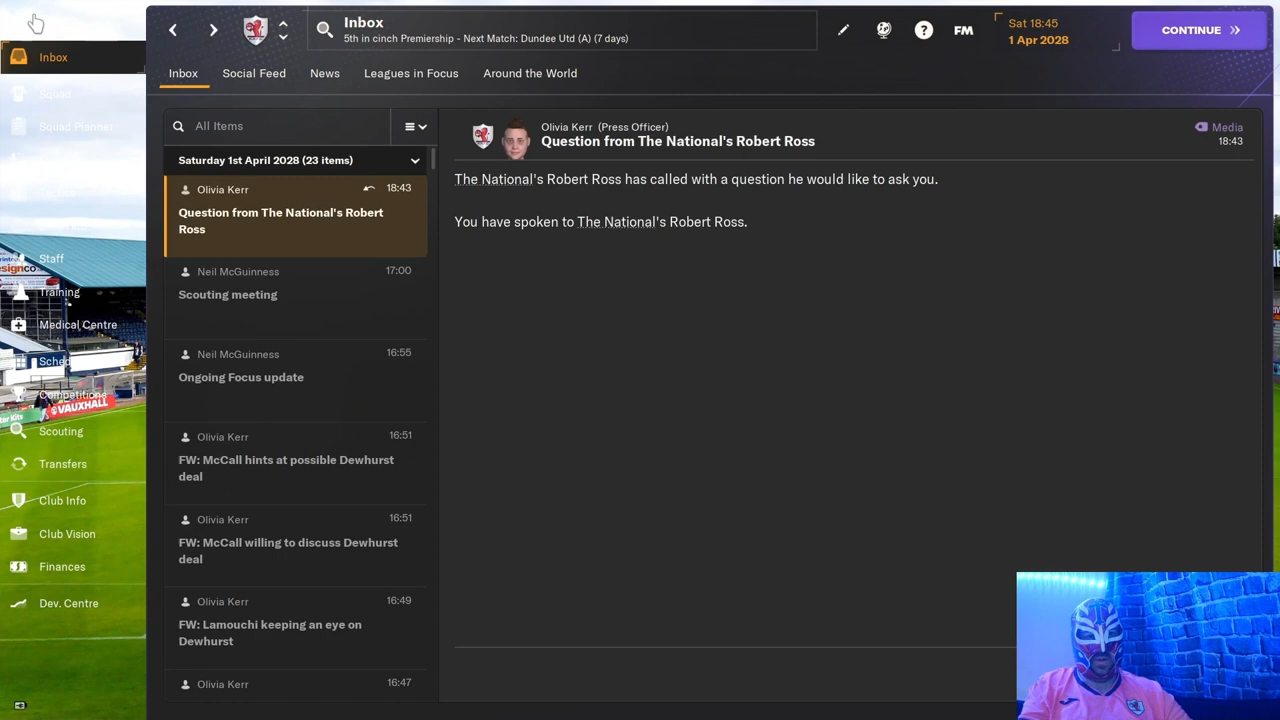 Inbox
5th in cinch Premiership - Next Match: Dundee Utd (A) (7 days)
FM
Sat 18:45
1 Apr 2028
CONTINUE
Inbox
Squad
Squad Planner
Staff
Training
Medical Centre
Sched
Competitions
Scouting
Transfers
Club Info
Club Vision
Finances
Dev. Centre
Inbox
Social Feed
News
Leagues in Focus
Around the World
All Items
Saturday 1st April 2028 (23 items)
Olivia Kerr
18:43
Question from The National's Robert
Ross
Neil McGuinness
17:00
Scouting meeting
Neil McGuinness
16:55
Ongoing Focus update
Olivia Kerr
16:51
FW: McCall hints at possible Dewhurst
deal
Olivia Kerr
16:51
FW: McCall willing to discuss Dewhurst
deal
Olivia Kerr
16:49
FW: Lamouchi keeping an eye on
Dewhurst
Olivia Kerr
16:47
Olivia Kerr (Press Officer)
Question from The National's Robert Ross
Media
18:43
The National's Robert Ross has called with a question he would like to ask you.
You have spoken to The National's Robert Ross.
VAUXHALL